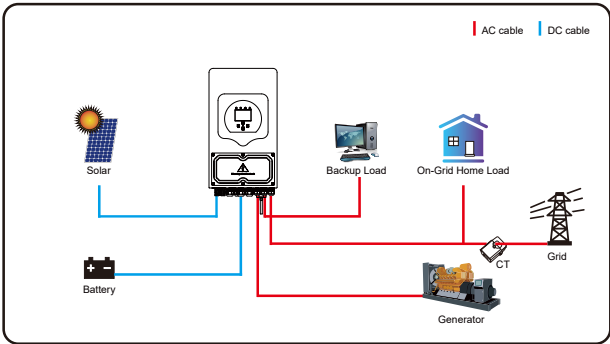 AC cable
DC cable
Solar
Backup Load
On-Grid Home Load
CT
Grid
Battery
Generator